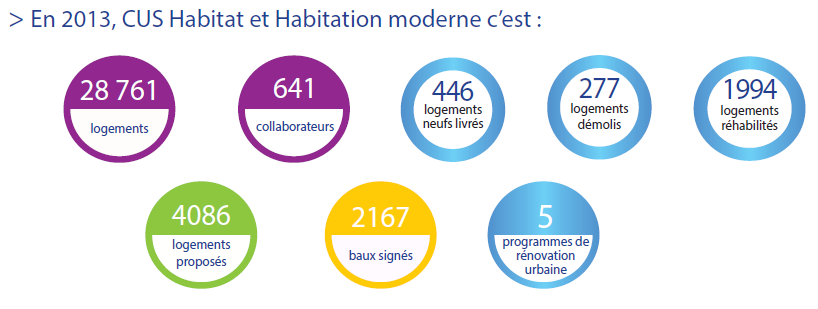 > En 2013, CUS Habitat et Habitation moderne c’est :
28 761
logements
641
collaborateurs
446
logements
neufs livrés
277
logements
démolis
1994
logements
réhabilités
4086
logements
proposés
2167
baux signés
5
programmes de
rénovation
urbaine